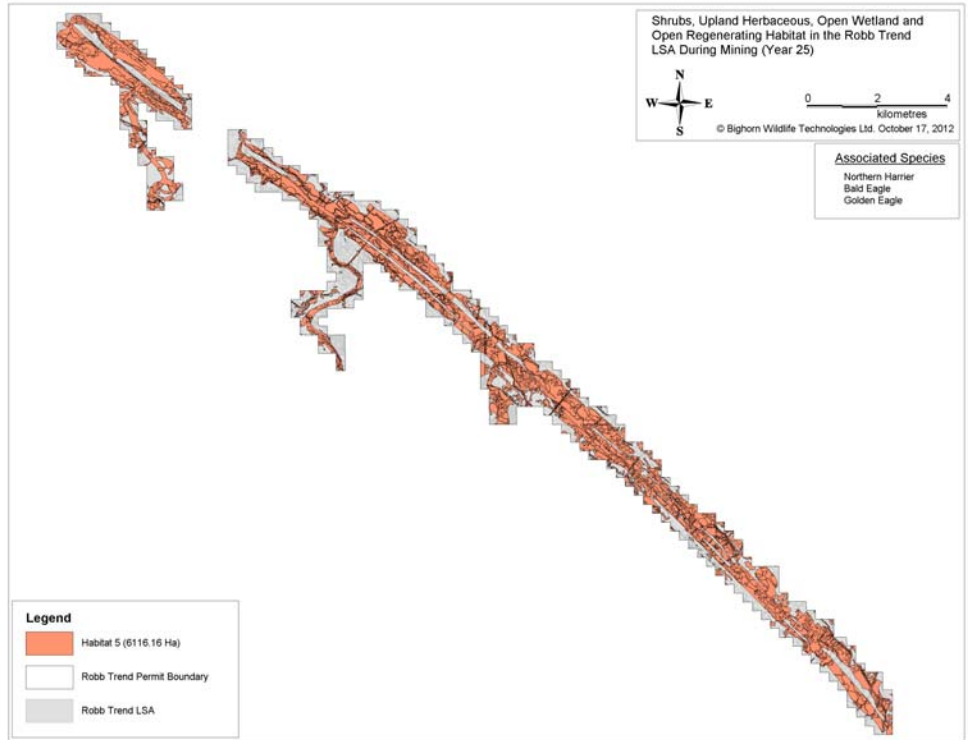 Shrubs, Upland Herbaceous, Open Wetland and
Open Regenerating Habitat in the Robb Trend
LSA During Mining (Year 25)
N
W E
S
0 2 4
kilometres
© Bighorn Wildlife Technologies Ltd. October 17, 2012
Associated Species
Northern Harrier
Bald Eagle
Golden Eagle
Legend
Habitat 5 (6116.16 Ha)
Robb Trend Permit Boundary
Robb Trend LSA